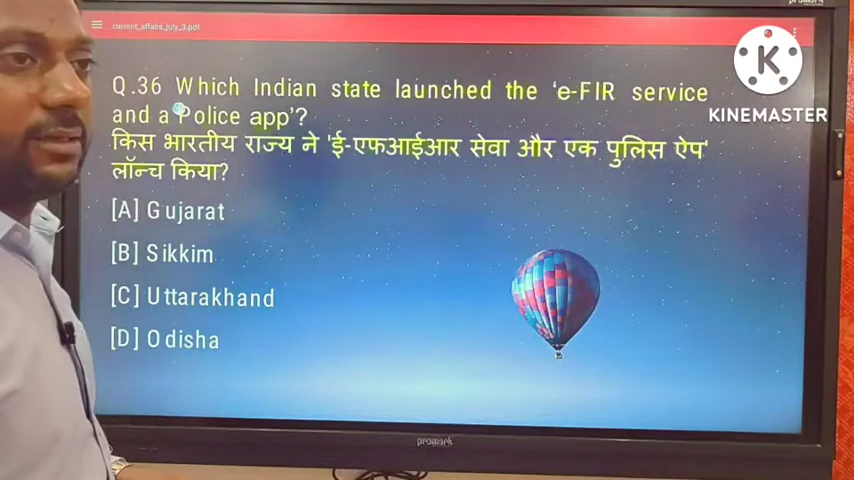 current_affairs_july_3.pdf
KINEMASTER
Q.36 Which Indian state launched the 'e-FIR service
and a Police app'?
किस भारतीय राज्य ने 'ई-एफआईआर सेवा और एक पुलिस ऐप'
लॉन्च किया?
[A] Gujarat
[B] Sikkim
[C] Uttarakhand
[D] Odisha
promark